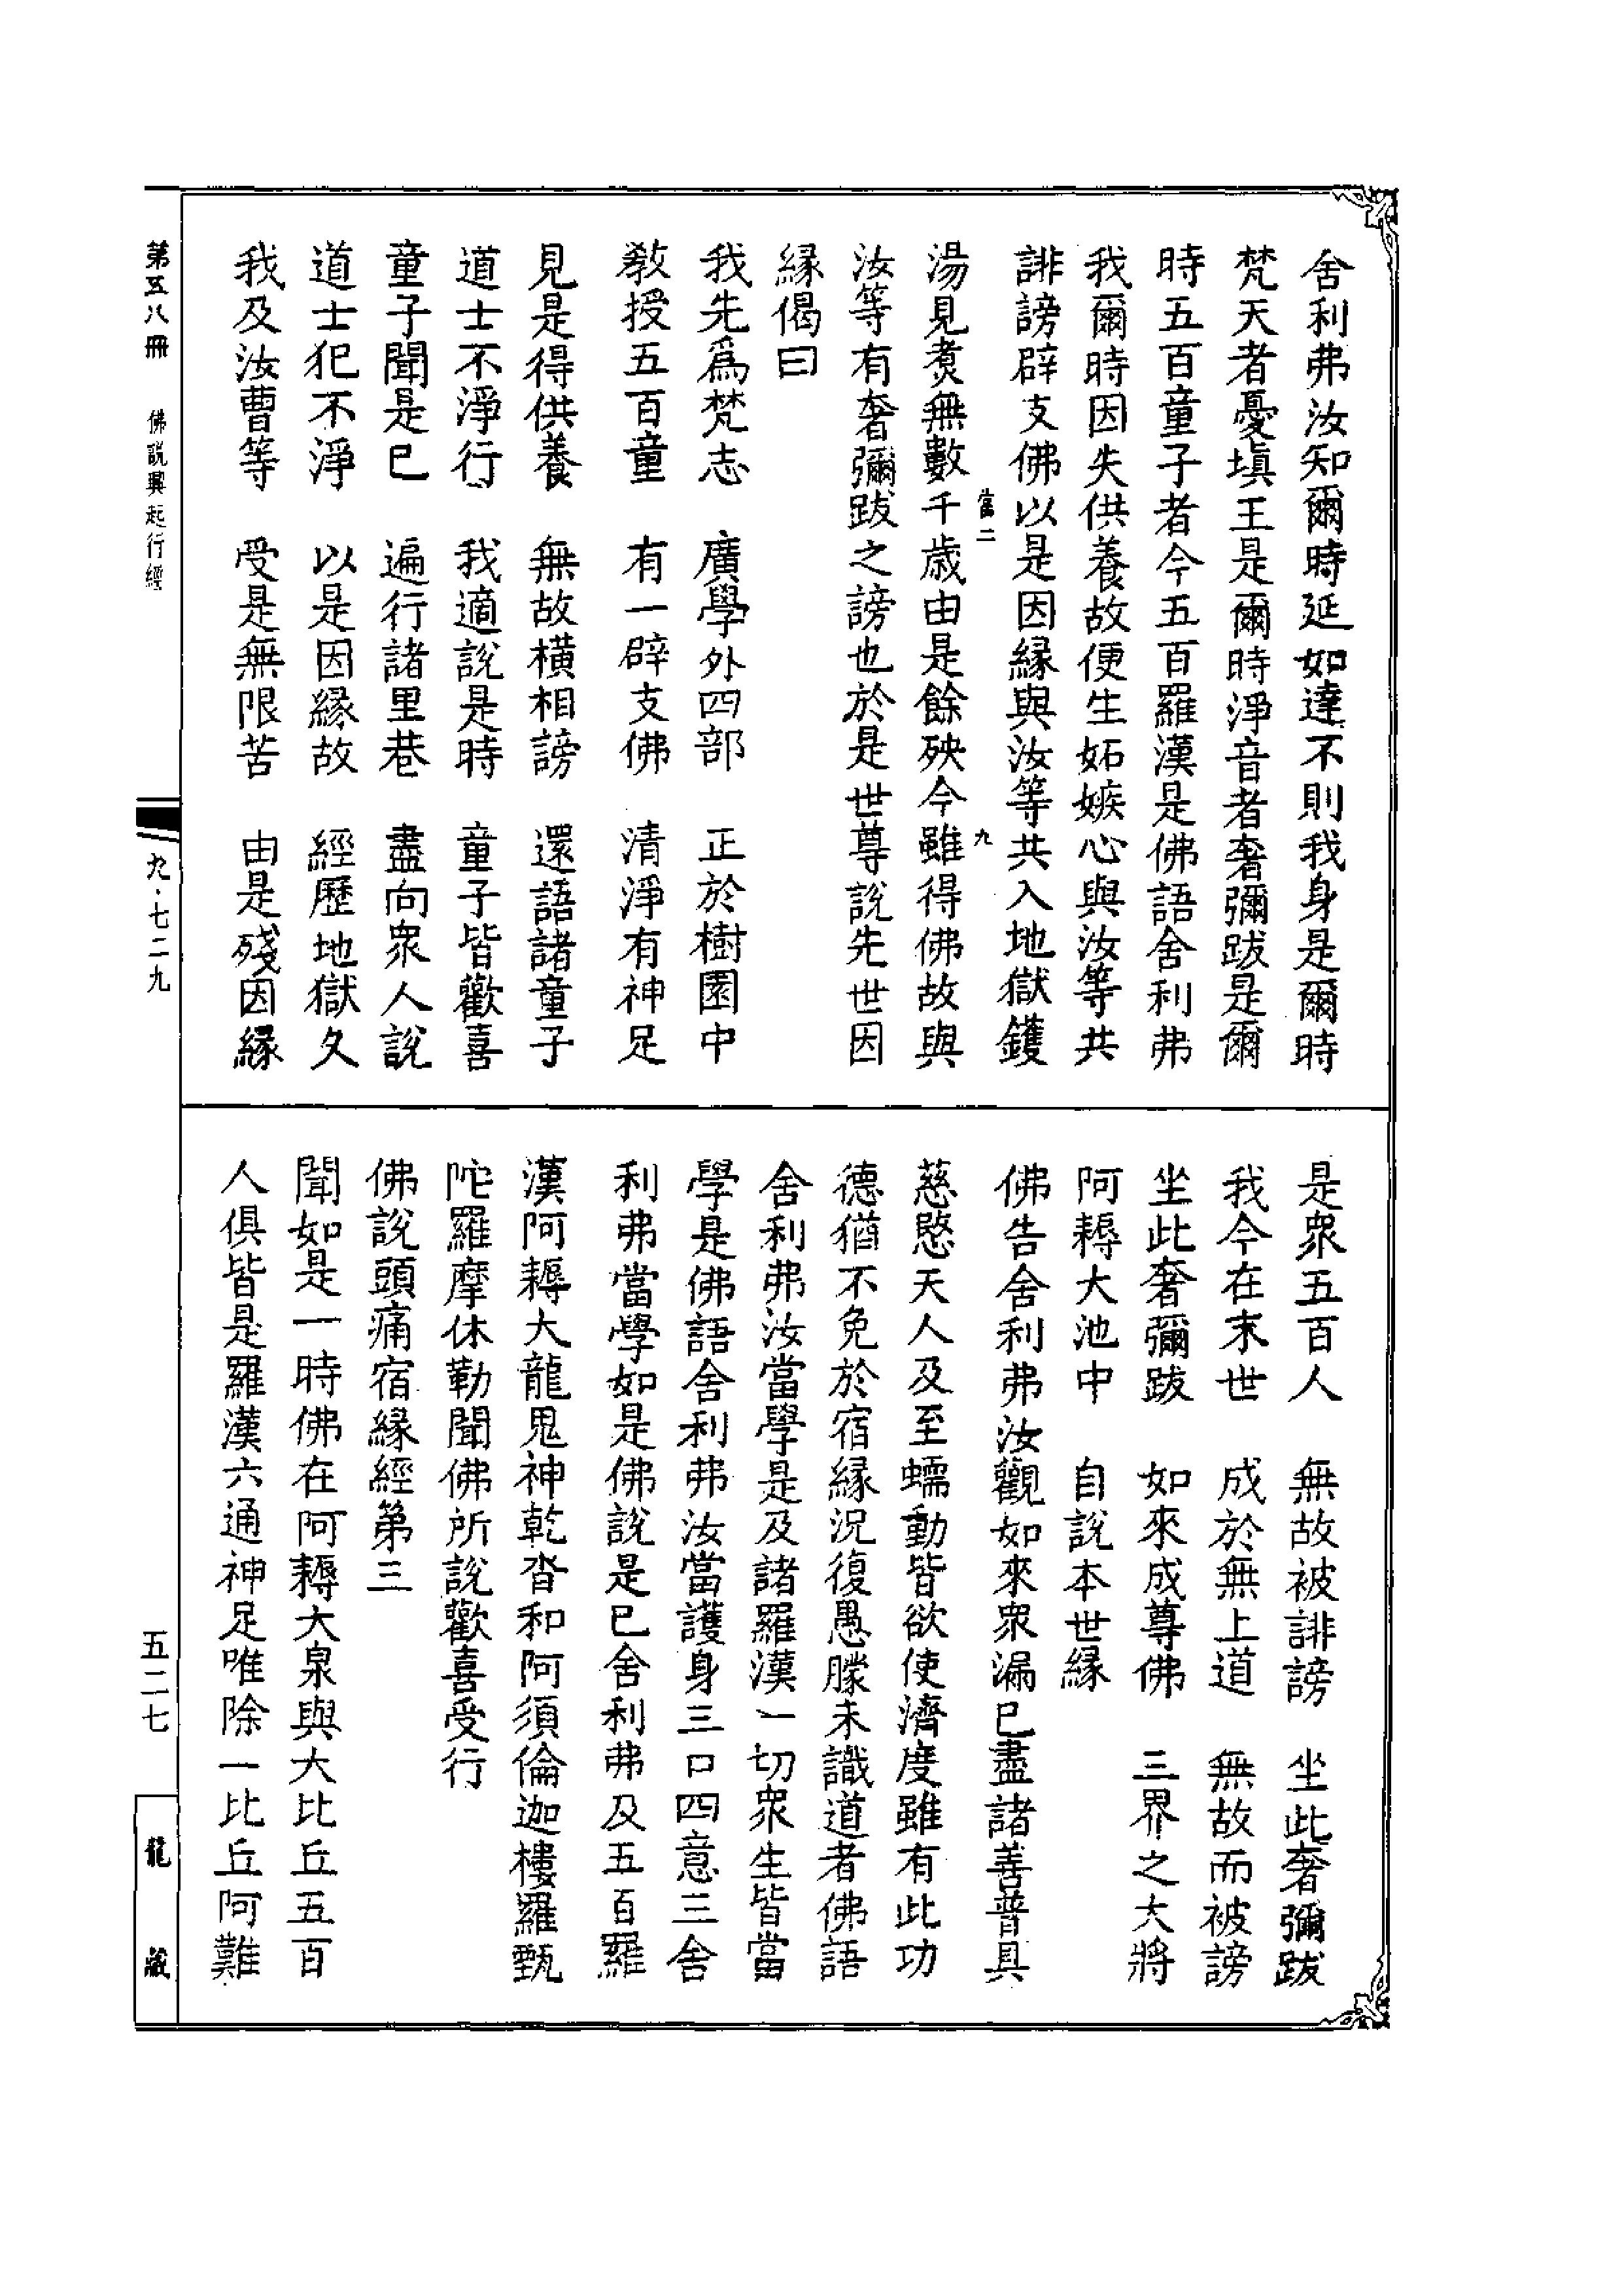 舍利弗汝知爾時延如達不則我身是爾時
梵天者憂塡王是爾時淨音者奢彌跋是爾
時五百童子者今五百羅漢是佛語舍利弗
我爾時因失供養故便生妬嫉心與汝等共
誹謗辟支佛以是因縁與汝等共入地獄鑊
當二　九
湯見煮無數千歳由是餘殃今雖得佛故與
汝等有奢彌跋之謗也於是世尊說先世因
縁偈曰
我先爲梵志　廣學外四部　正於樹園中
教授五百童　有一辟支佛　清淨有神足
見是得供養　無故橫相謗　還語諸童子
道士不淨行　我適說是時　童子皆歡喜
童子聞是已　遍行諸里巷　盡向衆人說
道士犯不淨　以是因縁故　經歷地獄久
我及汝曹等　受是無限苦　由是殘因縁
是衆五百人　無故被誹謗　坐此奢彌跋
我今在末世　成於無上道　無故而被謗
坐此奢彌跋　如來成尊佛　三界之大將
阿耨大池中　自說本世縁
佛告舍利弗汝觀如來衆漏已盡諸善普具
慈愍天人及至蠕動皆欲使濟度雖有此功
德猶不免於宿縁況復愚矇未識道者佛語
舍利弗汝當學是及諸羅漢一切衆生皆當
學是佛語舍利弗汝當護身三口四意三舍
利弗當學如是佛說是已舍利弗及五百羅
漢阿耨大龍鬼神乾沓和阿須倫迦樓羅甄
陀羅摩休勒聞佛所說歡喜受行
佛說頭痛宿縁經第三
聞如是一時佛在阿耨大泉與大比丘五百
人俱皆是羅漢六通神足唯除一比丘阿難
第五八冊　佛說興起行經
九·七二九
五二七
龍藏